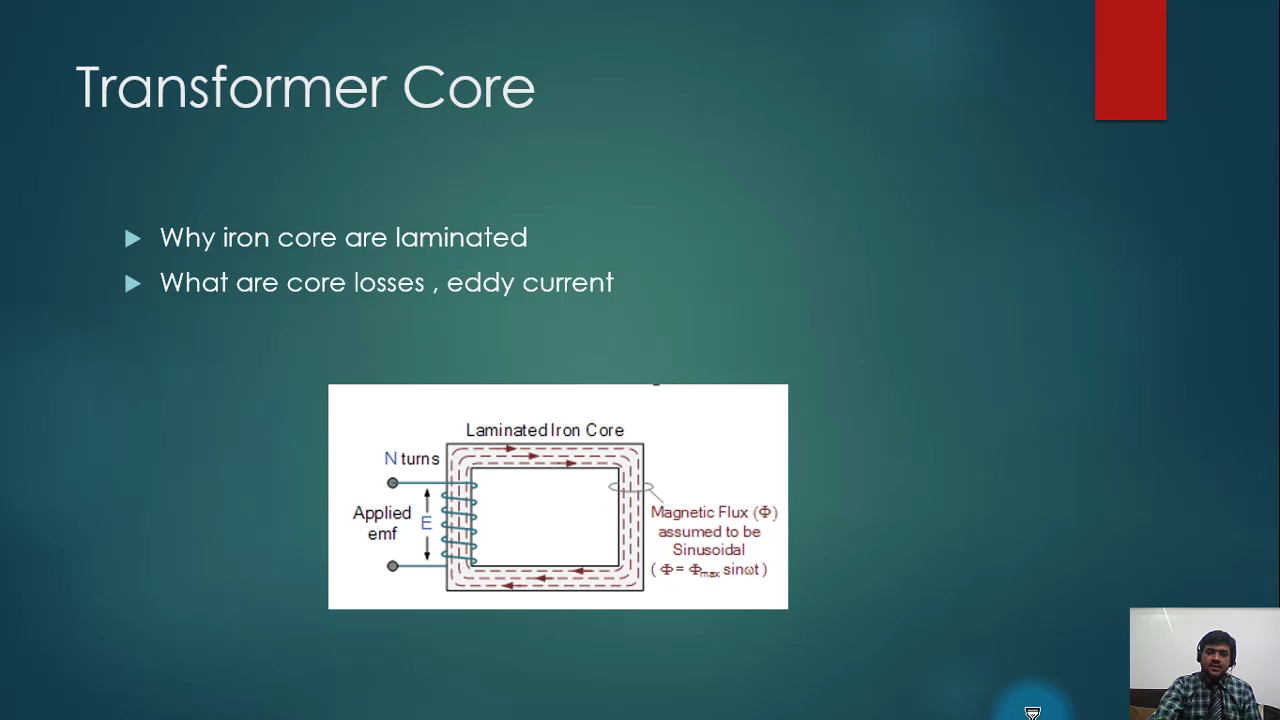 Transformer Core
Why iron core are laminated
What are core losses , eddy current
Laminated Iron Core
N turns
Applied
emf
E
Magnetic Flux (Φ)
assumed to be
Sinusoidal
( Φ = Φmax sinωt )